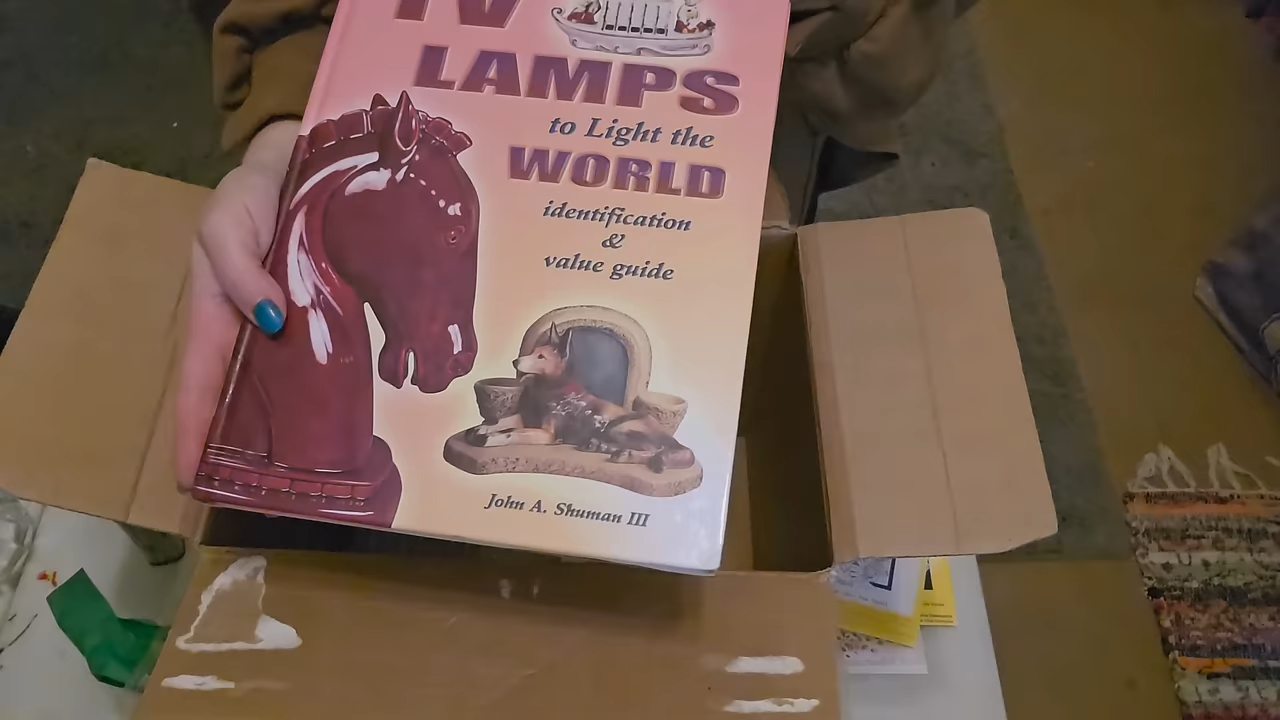 TV
LAMPS
to Light the
WORLD
identification
&
value guide
John A. Shuman III